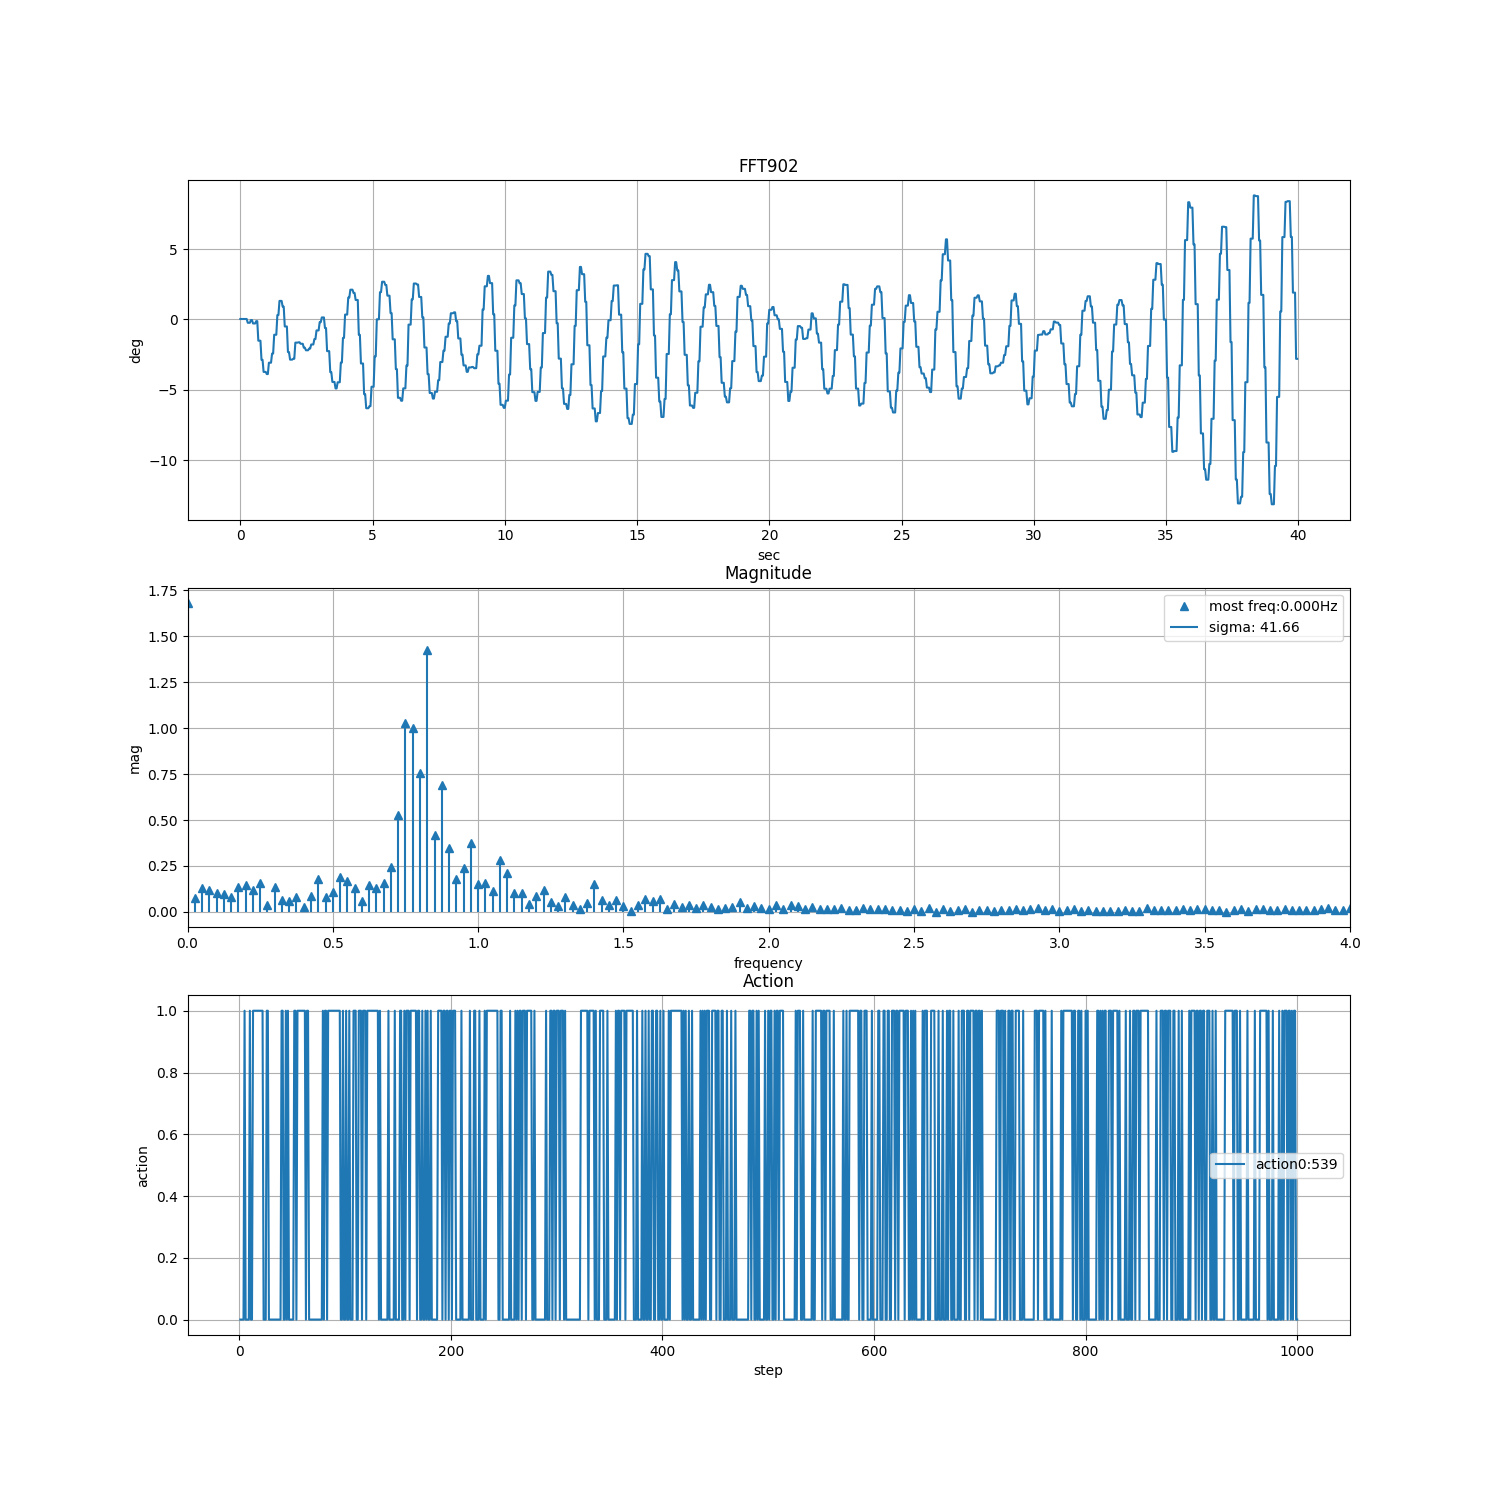 FFT902
5
0
−5
−10
deg
0 5 10 15 20 25 30 35 40
sec
Magnitude
1.75
1.50
1.25
1.00
0.75
0.50
0.25
0.00
mag
most freq:0.000Hz
sigma: 41.66
0.0 0.5 1.0 1.5 2.0 2.5 3.0 3.5 4.0
frequency
Action
1.0
0.8
0.6
0.4
0.2
0.0
action
action0:539
0 200 400 600 800 1000
step